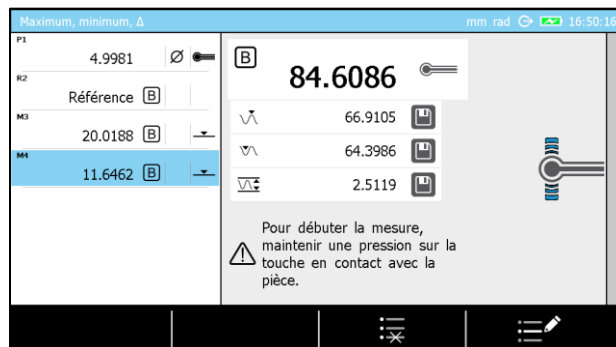 Maximum, minimum, Δ
mm rad 16:50:16
P1
4.9981 Ø
R2
Référence B
M3
20.0188 B
M4
11.6462 B
B
84.6086
66.9105
64.3986
2.5119
Pour débuter la mesure,
maintenir une pression sur la
touche en contact avec la
pièce.